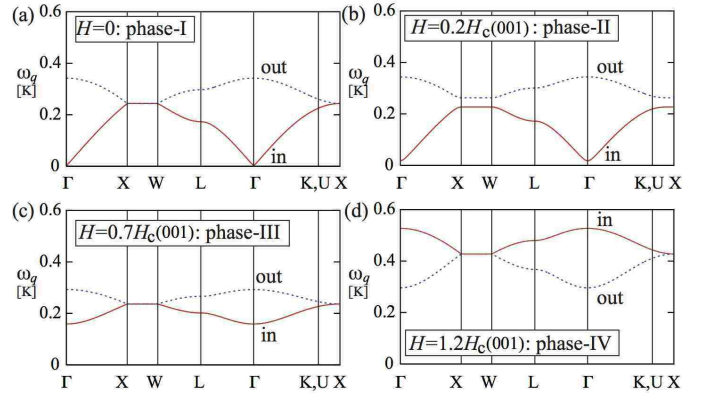 (a) H=0: phase-I
0.6
0.4
ω_q
[K]
0.2
0
out
in
Γ X W L Γ K,U X
(b) H=0.2H_c(001): phase-II
0.6
0.4
ω_q
[K]
0.2
0
out
in
Γ X W L Γ K,U X
(c) H=0.7H_c(001): phase-III
0.6
0.4
ω_q
[K]
0.2
0
out
in
Γ X W L Γ K,U X
(d)
0.6
0.4
ω_q
[K]
0.2
0
in
out
H=1.2H_c(001): phase-IV
Γ X W L Γ K,U X